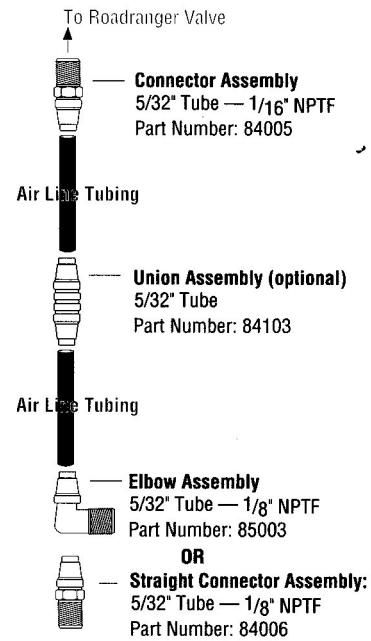 To Roadranger Valve
Connector Assembly
5/32" Tube — 1/16" NPTF
Part Number: 84005
Air Line Tubing
Union Assembly (optional)
5/32" Tube
Part Number: 84103
Air Line Tubing
Elbow Assembly
5/32" Tube — 1/8" NPTF
Part Number: 85003
OR
Straight Connector Assembly:
5/32" Tube — 1/8" NPTF
Part Number: 84006